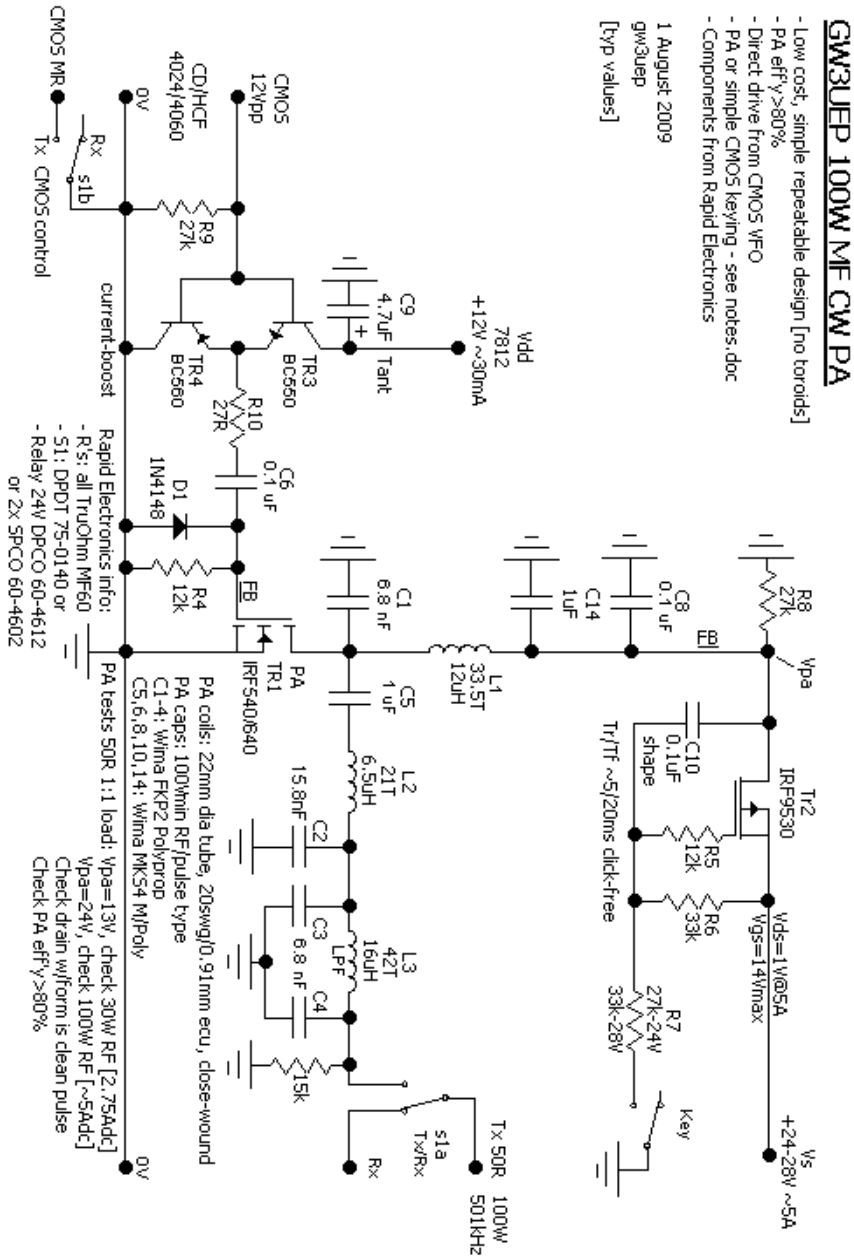 GW3UEP 100W MF CW PA
- Low cost, simple repeatable design [no toroids]
- PA eff'y>80%
- Direct drive from CMOS VFO
- PA or simple CMOS keying - see notes.doc
- Components from Rapid Electronics
1 August 2009
gw3uep
[typ values]
R8
27k
Vpa
FB
C8
0.1 uF
C14
1uF
L1
33.5T
12uH
C10
0.1uF
shape
Tr/Tf ~5/20ms click-free
Tr2
IRF9530
R5
12k
R6
33k
Vds=1V@5A
Vgs=14Vmax
R7
27k-24V
33k-28V
Key
Vs
+24-28V ~5A
Vdd
7812
+12V ~30mA
C9
4.7uF
+
Tant
CMOS
12Vpp
CD/HCF
4024/4060
TR3
BC550
TR4
BC560
R9
27k
R10
27R
C6
0.1 uF
D1
1N4148
R4
12k
FB
C1
6.8 nF
PA
TR1
IRF540/640
C5
1 uF
L2
21T
6.5uH
C2
15.8nF
C3
6.8 nF
L3
42T
16uH
LPF
C4
15k
s1a
Tx/Rx
Tx 50R 100W
501kHz
Rx
0V
0V
CMOS MR
Rx
s1b
Tx CMOS control
current-boost
Rapid Electronics info:
- R's: all TruOhm MF60
- S1: DPDT 75-0140 or
- Relay 24V DPCO 60-4612
or 2x SPCO 60-4602
PA coils: 22mm dia tube, 20swg/0.91mm ecu, close-wound
PA caps: 100Vmin RF/pulse type
C1-4: Wima FKP2 Polyprop
C5,6,8,10,14: Wima MKS4 M/Poly
PA tests 50R 1:1 load: Vpa=13V, check 30W RF [2.75Adc]
Vpa=24V, check 100W RF [~5Adc]
Check drain w/form is clean pulse
Check PA eff'y>80%